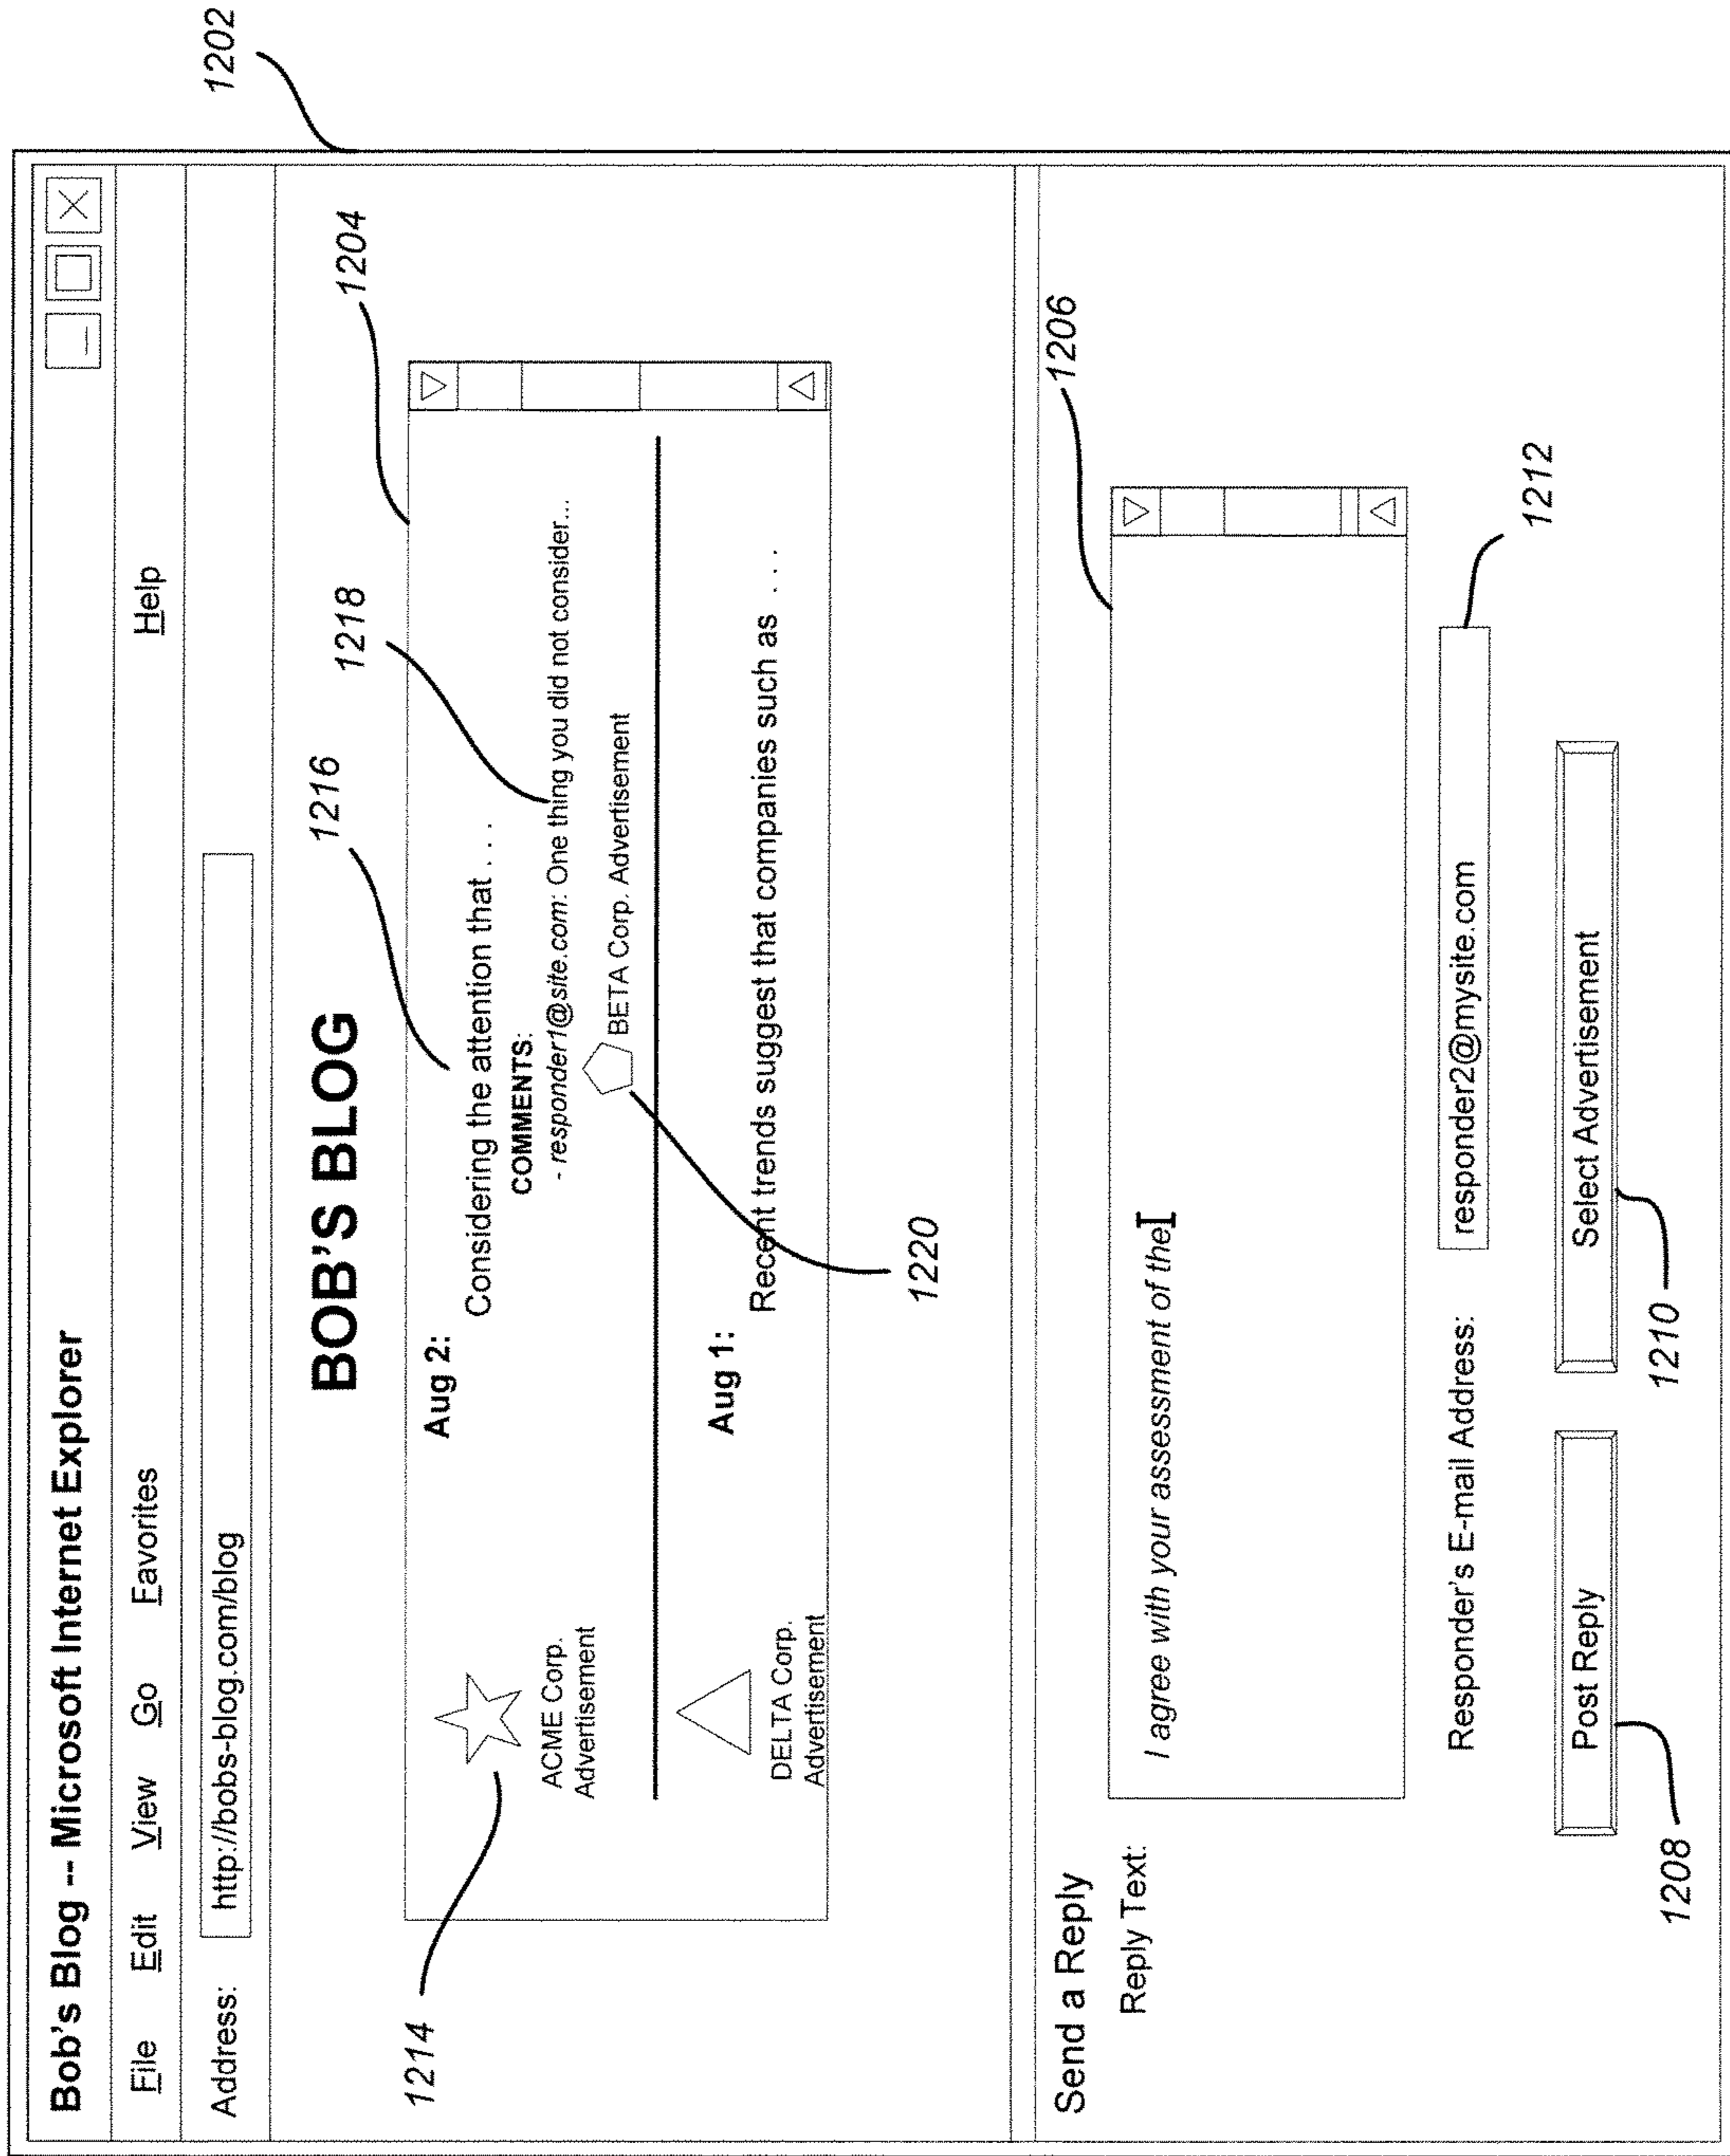 Bob's Blog -- Microsoft Internet Explorer
File Edit View Go Favorites Help
Address: http://bobs-blog.com/blog
1202
BOB'S BLOG
1216
1218
1204
1214
ACME Corp.
Advertisement
Aug 2:
Considering the attention that . . .
COMMENTS:
- responder1@site.com: One thing you did not consider...
BETA Corp. Advertisement
DELTA Corp.
Advertisement
Aug 1:
Recent trends suggest that companies such as . . .
1220
Send a Reply
1206
Reply Text:
I agree with your assessment of the
Responder's E-mail Address: responder2@mysite.com
1212
Post Reply
Select Advertisement
1208
1210